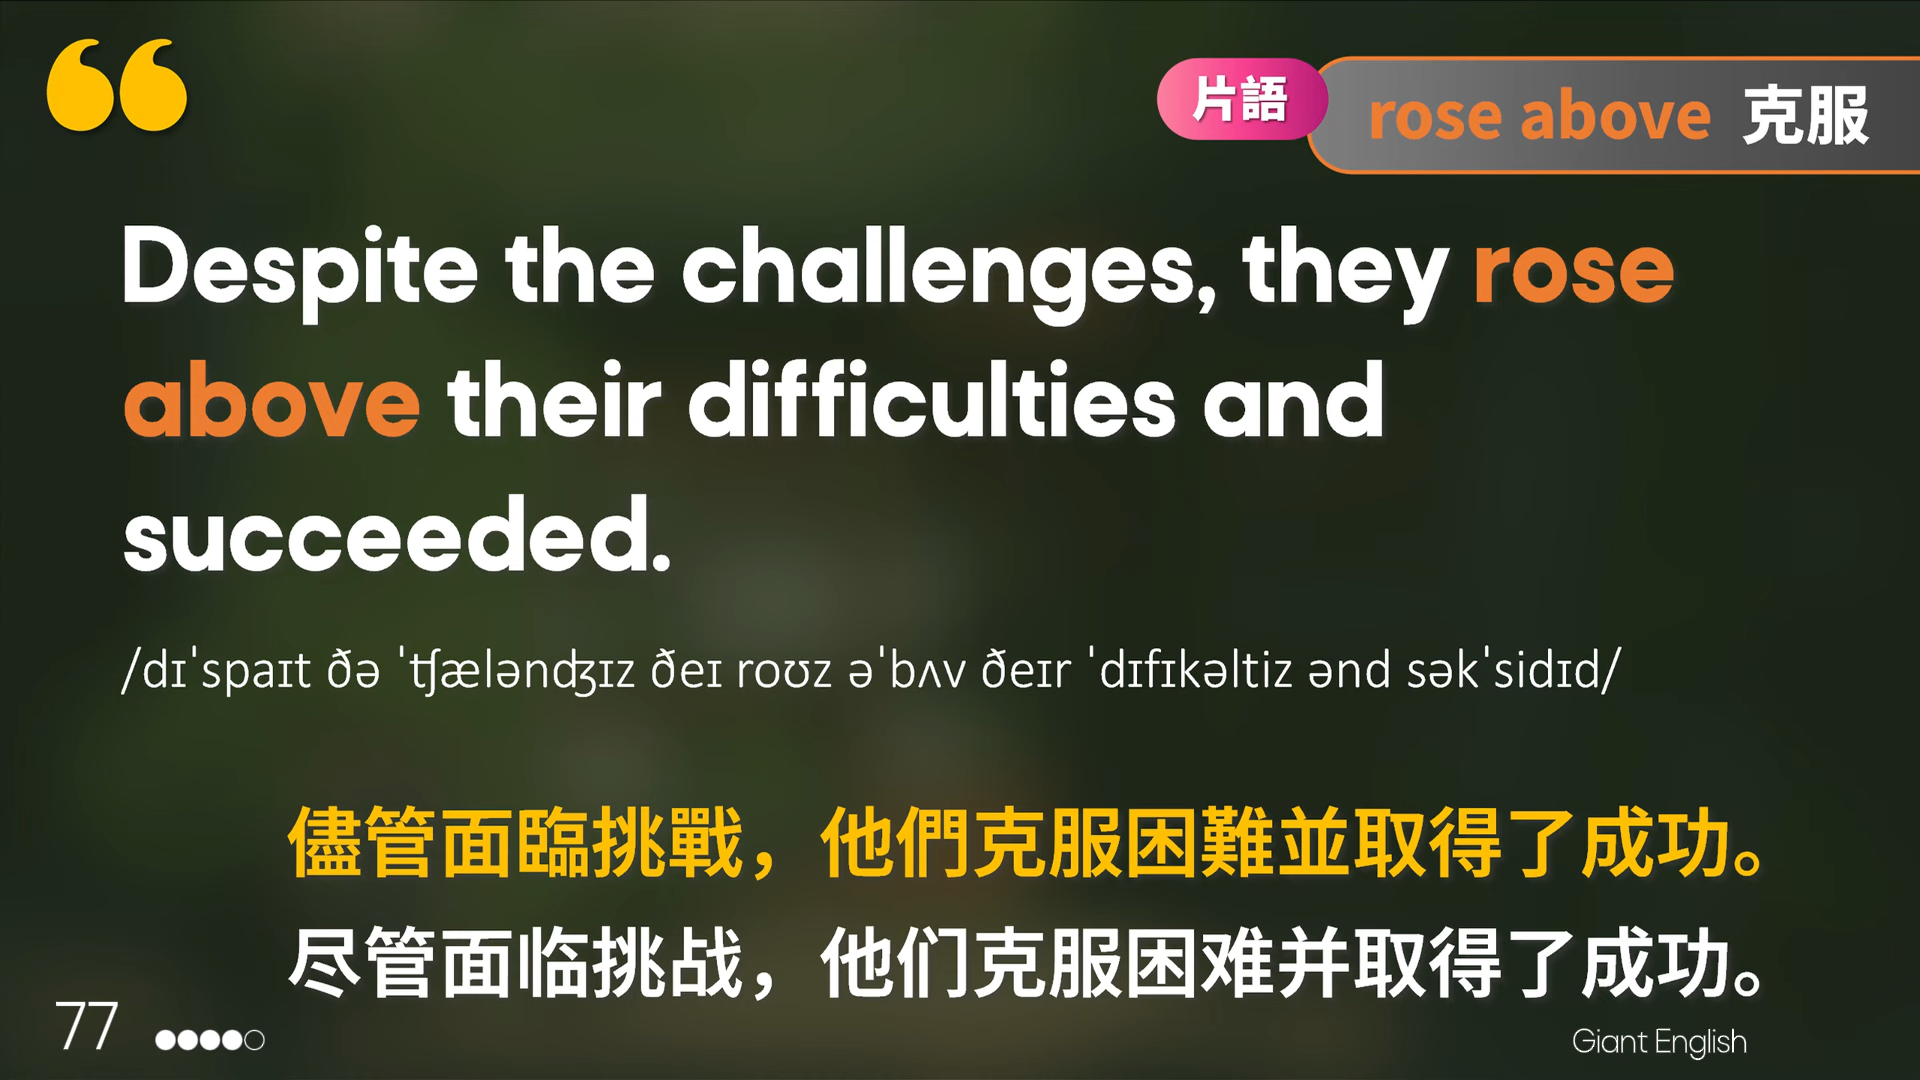 片語 rose above 克服
Despite the challenges, they rose
above their difficulties and
succeeded.
/dɪˈspaɪt ðə ˈʧælənʤɪz ðeɪ roʊz əˈbʌv ðeɪr ˈdɪfɪkəltiz ənd səkˈsidɪd/
儘管面臨挑戰，他們克服困難並取得了成功。
尽管面临挑战，他们克服困难并取得了成功。
77
Giant English